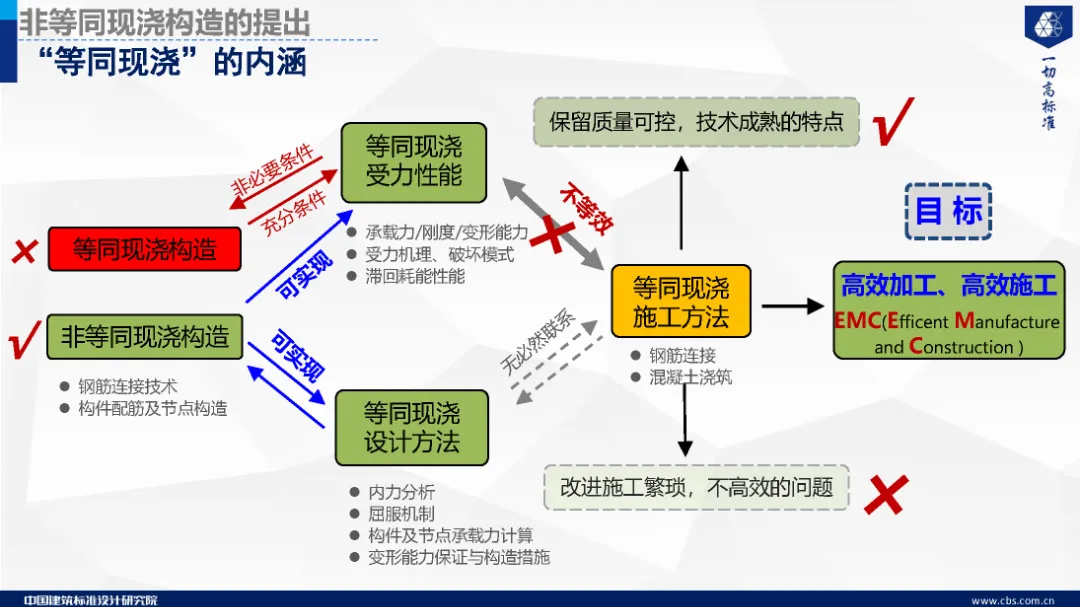 非等同现浇构造的提出
“等同现浇”的内涵
一切高标准
保留质量可控，技术成熟的特点
等同现浇
受力性能
非必要条件
充分条件
不等效
目标
承载力/刚度/变形能力
受力机理、破坏模式
滞回耗能性能
等同现浇构造
可实现
等同现浇
施工方法
高效加工、高效施工
EMC(Efficent Manufacture
and Construction )
非等同现浇构造
可实现
无必然联系
钢筋连接
混凝土浇筑
钢筋连接技术
构件配筋及节点构造
等同现浇
设计方法
改进施工繁琐，不高效的问题
内力分析
屈服机制
构件及节点承载力计算
变形能力保证与构造措施
中国建筑标准设计研究院
www.cbs.com.cn